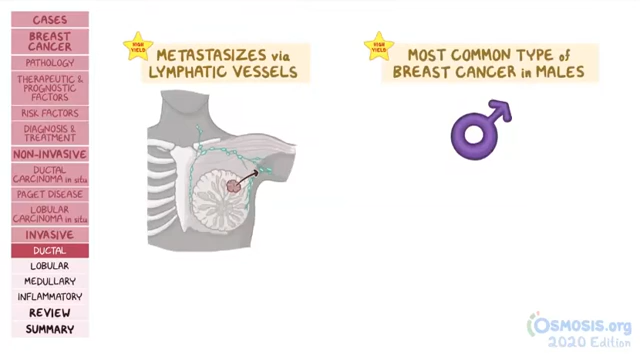 CASES
BREAST
CANCER
PATHOLOGY
THERAPEUTIC &
PROGNOSTIC
FACTORS
RISK FACTORS
DIAGNOSIS &
TREATMENT
NON-INVASIVE
DUCTAL
CARCINOMA in situ
PAGET DISEASE
LOBULAR
CARCINOMA in situ
INVASIVE
DUCTAL
LOBULAR
MEDULLARY
INFLAMMATORY
REVIEW
SUMMARY
HIGH
YIELD
METASTASIZES via
LYMPHATIC VESSELS
HIGH
YIELD
MOST COMMON TYPE of
BREAST CANCER in MALES
OSMOSIS.org
2020 Edition